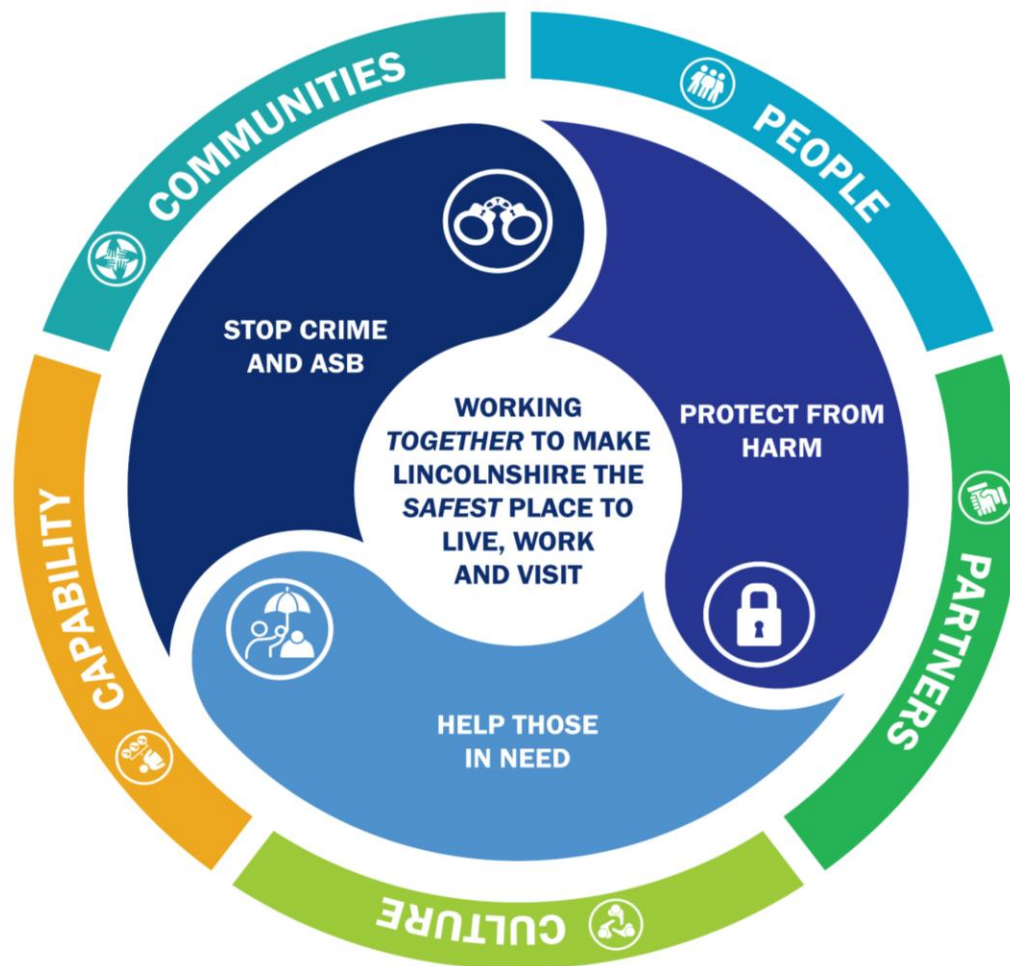 COMMUNITIES
PEOPLE
STOP CRIME
AND ASB
WORKING
TOGETHER TO MAKE
LINCOLNSHIRE THE
SAFEST PLACE TO
LIVE, WORK
AND VISIT
PROTECT FROM
HARM
CAPABILITY
PARTNERS
HELP THOSE
IN NEED
CULTURE